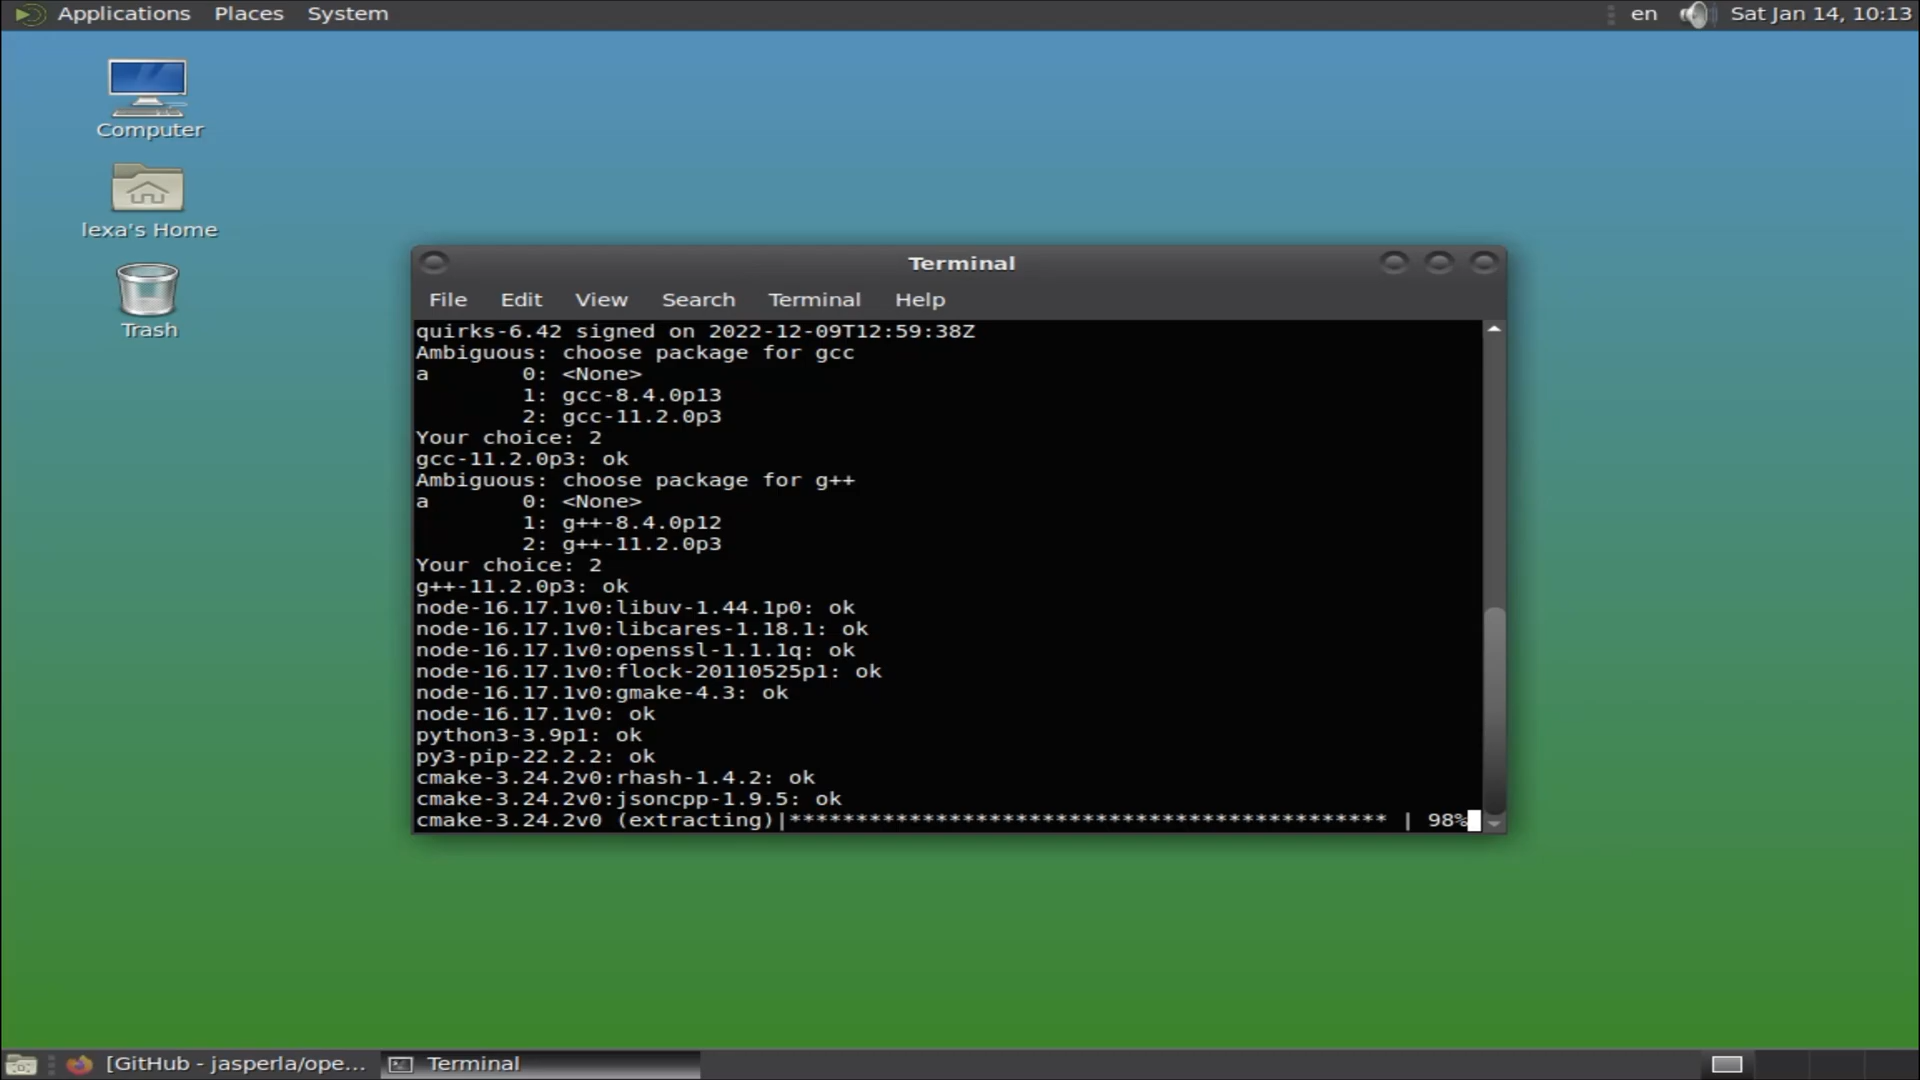 Applications Places System
en Sat Jan 14, 10:13
Computer
lexa's Home
Trash
Terminal
File Edit View Search Terminal Help
quirks-6.42 signed on 2022-12-09T12:59:38Z
Ambiguous: choose package for gcc
a       0: <None>
        1: gcc-8.4.0p13
        2: gcc-11.2.0p3
Your choice: 2
gcc-11.2.0p3: ok
Ambiguous: choose package for g++
a       0: <None>
        1: g++-8.4.0p12
        2: g++-11.2.0p3
Your choice: 2
g++-11.2.0p3: ok
node-16.17.1v0:libuv-1.44.1p0: ok
node-16.17.1v0:libcares-1.18.1: ok
node-16.17.1v0:openssl-1.1.1q: ok
node-16.17.1v0:flock-20110525p1: ok
node-16.17.1v0:gmake-4.3: ok
node-16.17.1v0: ok
python3-3.9p1: ok
py3-pip-22.2.2: ok
cmake-3.24.2v0:rhash-1.4.2: ok
cmake-3.24.2v0:jsoncpp-1.9.5: ok
cmake-3.24.2v0 (extracting)|********************************************* | 98%
[GitHub - jasperla/ope... Terminal